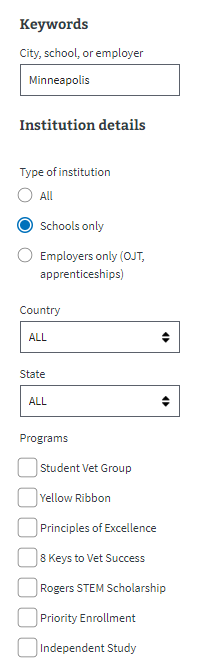 Keywords
City, school, or employer
Minneapolis
Institution details
Type of institution
All
Schools only
Employers only (OJT,
apprenticeships)
Country
ALL
State
ALL
Programs
Student Vet Group
Yellow Ribbon
Principles of Excellence
8 Keys to Vet Success
Rogers STEM Scholarship
Priority Enrollment
Independent Study